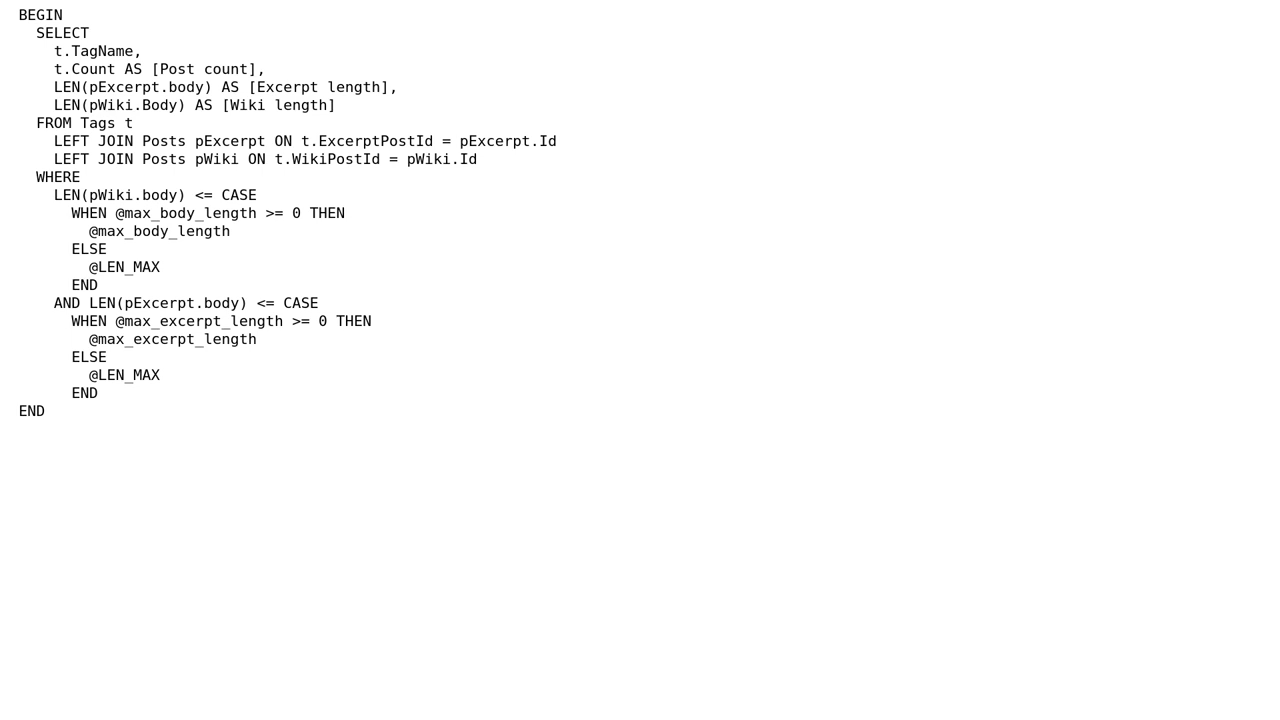 BEGIN
  SELECT
    t.TagName,
    t.Count AS [Post count],
    LEN(pExcerpt.body) AS [Excerpt length],
    LEN(pWiki.Body) AS [Wiki length]
  FROM Tags t
    LEFT JOIN Posts pExcerpt ON t.ExcerptPostId = pExcerpt.Id
    LEFT JOIN Posts pWiki ON t.WikiPostId = pWiki.Id
  WHERE
    LEN(pWiki.body) <= CASE
      WHEN @max_body_length >= 0 THEN
        @max_body_length
      ELSE
        @LEN_MAX
      END
    AND LEN(pExcerpt.body) <= CASE
      WHEN @max_excerpt_length >= 0 THEN
        @max_excerpt_length
      ELSE
        @LEN_MAX
      END
END